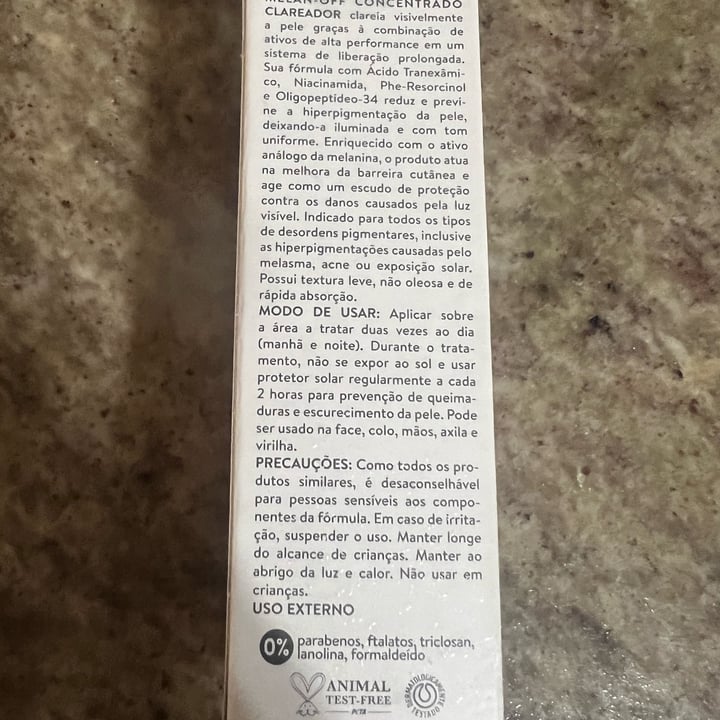 MELAN-OFF CONCENTRADO
CLAREADOR clareia visivelmente
a pele graças à combinação de
ativos de alta performance em um
sistema de liberação prolongada.
Sua fórmula com Ácido Tranexâmi-
co, Niacinamida, Phe-Resorcinol
e Oligopeptídeo-34 reduz e previ-
ne a hiperpigmentação da pele,
deixando-a iluminada e com tom
uniforme. Enriquecido com o ativo
análogo da melanina, o produto atua
na melhora da barreira cutânea e
age como um escudo de proteção
contra os danos causados pela luz
visível. Indicado para todos os tipos
de desordens pigmentares, inclusive
as hiperpigmentações causadas pelo
melasma, acne ou exposição solar.
Possui textura leve, não oleosa e de
rápida absorção.
MODO DE USAR: Aplicar sobre
a área a tratar duas vezes ao dia
(manhã e noite). Durante o trata-
mento, não se expor ao sol e usar
protetor solar regularmente a cada
2 horas para prevenção de queima-
duras e escurecimento da pele. Pode
ser usado na face, colo, mãos, axila e
virilha.
PRECAUÇÕES: Como todos os pro-
dutos similares, é desaconselhável
para pessoas sensíveis aos compo-
nentes da fórmula. Em caso de irrita-
ção, suspender o uso. Manter longe
do alcance de crianças. Manter ao
abrigo da luz e calor. Não usar em
crianças.
USO EXTERNO
0% parabenos, ftalatos, triclosan,
lanolina, formaldeído
ANIMAL
TEST-FREE
PETA
DERMATOLOGICAMENTE
TESTADO